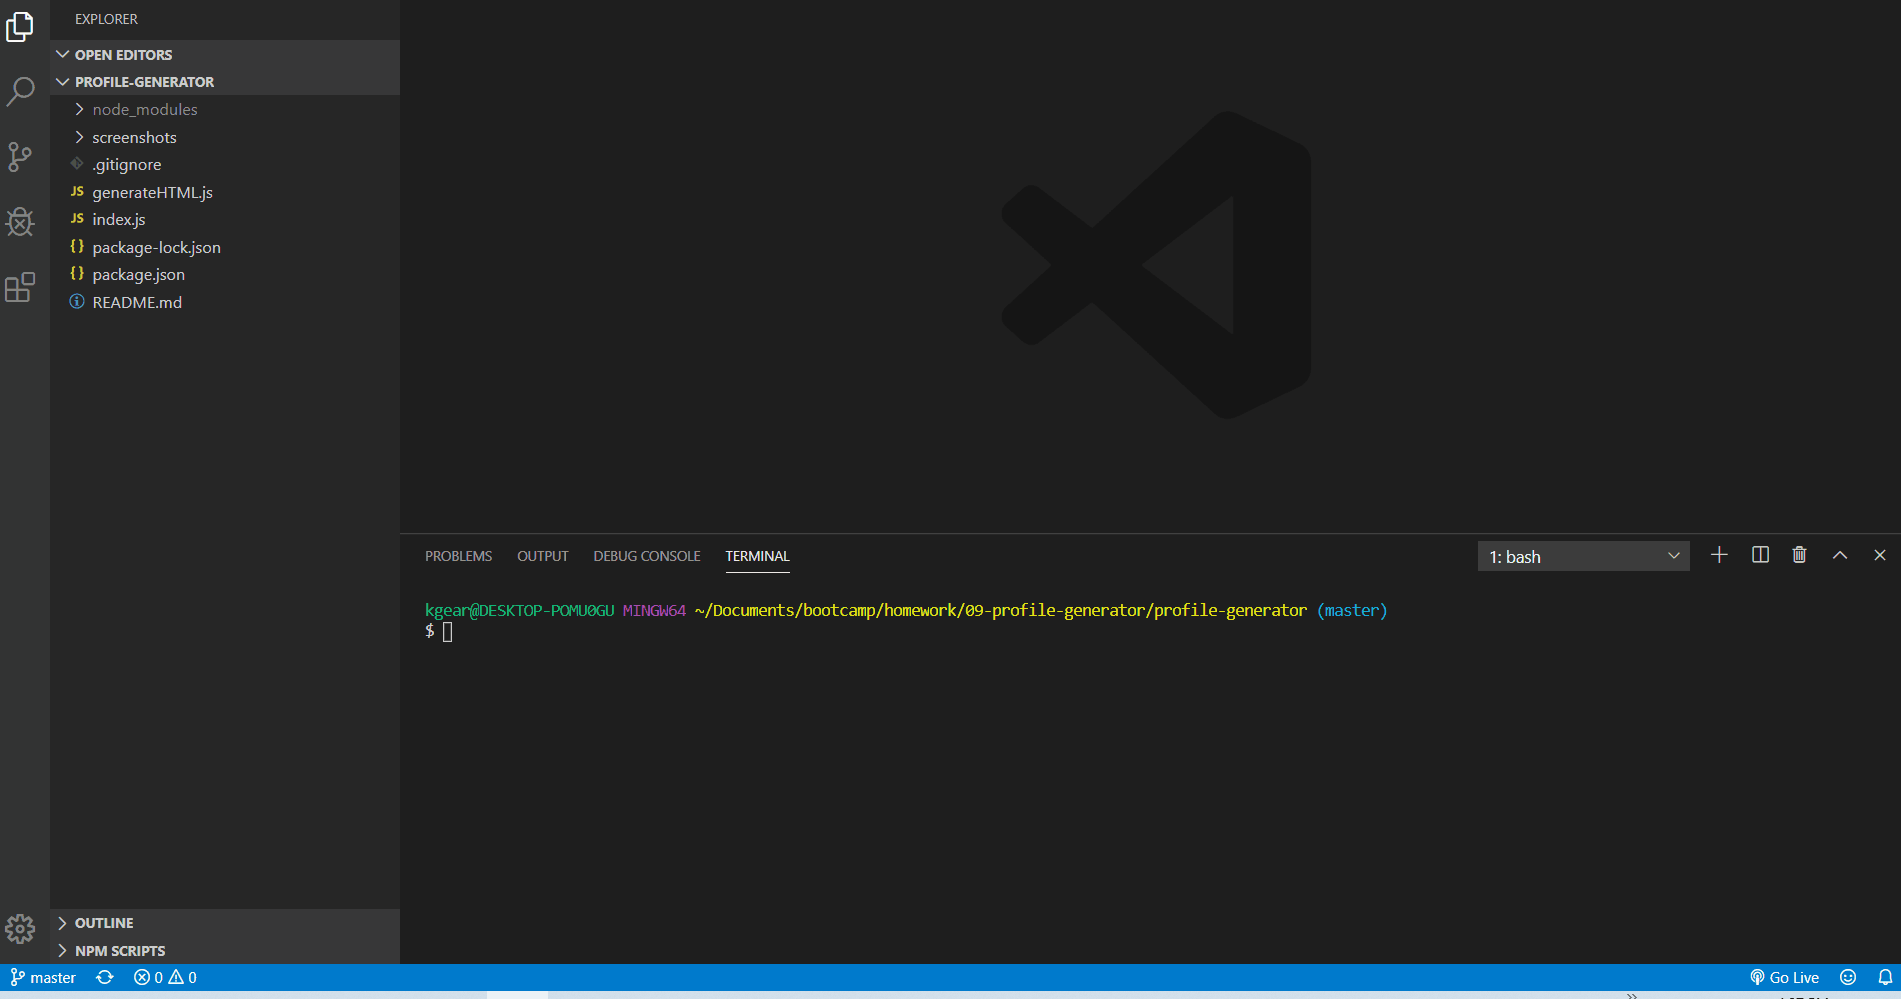 EXPLORER
OPEN EDITORS
PROFILE-GENERATOR
node_modules
screenshots
.gitignore
JS generateHTML.js
JS index.js
{} package-lock.json
{} package.json
README.md
OUTLINE
NPM SCRIPTS
PROBLEMS OUTPUT DEBUG CONSOLE TERMINAL
1: bash
kgear@DESKTOP-POMU0GU MINGW64 ~/Documents/bootcamp/homework/09-profile-generator/profile-generator (master)
$
master 0 0 Go Live